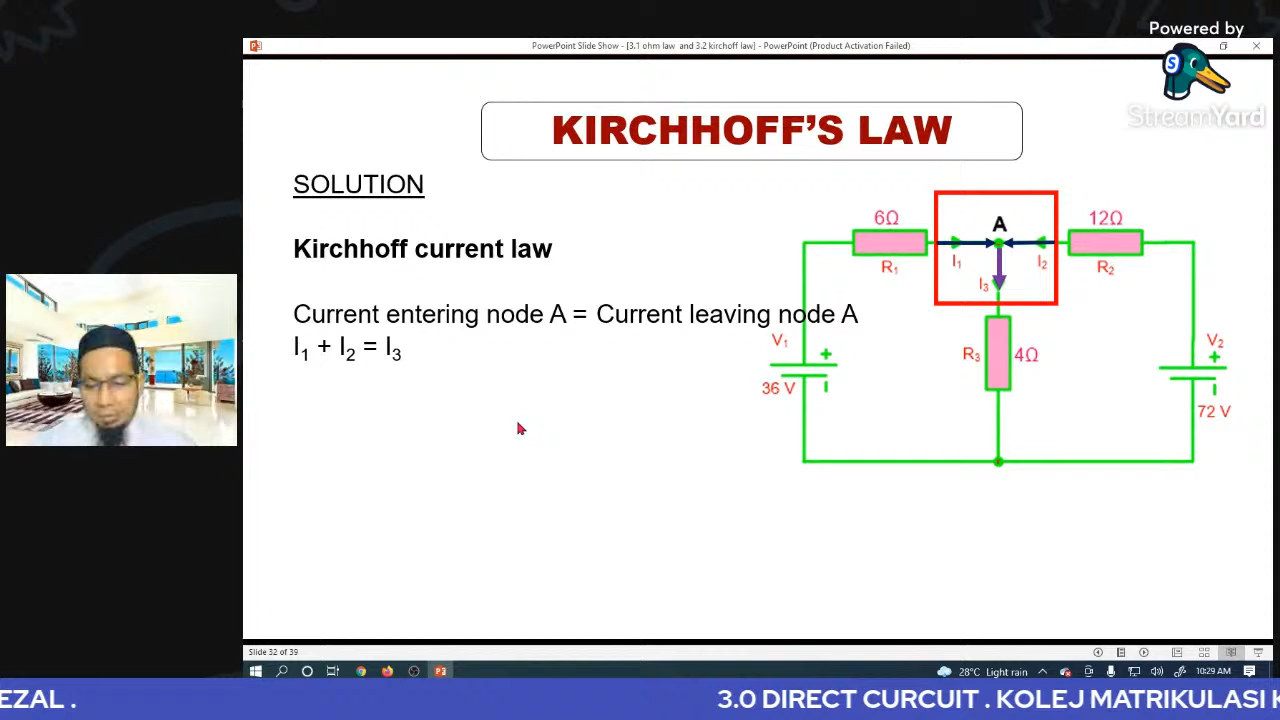 Powered by
StreamYard
PowerPoint Slide Show - [3.1 ohm law and 3.2 kirchoff law] - PowerPoint (Product Activation Failed)
KIRCHHOFF'S LAW
SOLUTION
Kirchhoff current law
Current entering node A = Current leaving node A
I₁ + I₂ = I₃
6Ω
A
12Ω
R₁
I₁
I₂
R₂
I₃
V₁
+
36 V
R₃
4Ω
V₂
+
72 V
Slide 32 of 39
28°C Light rain
10:29 AM
EZAL .
3.0 DIRECT CURCUIT . KOLEJ MATRIKULASI K